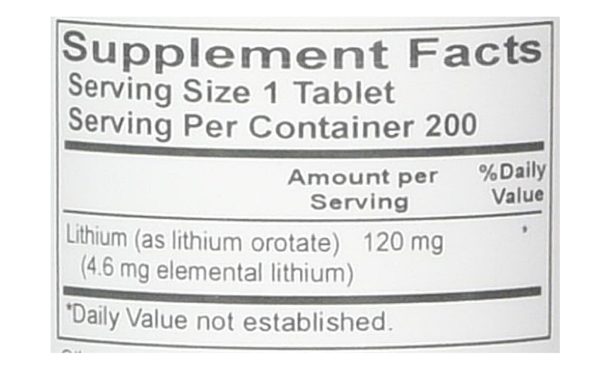 Supplement Facts
Serving Size 1 Tablet
Serving Per Container 200
Amount per Serving
%Daily Value
Lithium (as lithium orotate) 120 mg *
(4.6 mg elemental lithium)
*Daily Value not established.